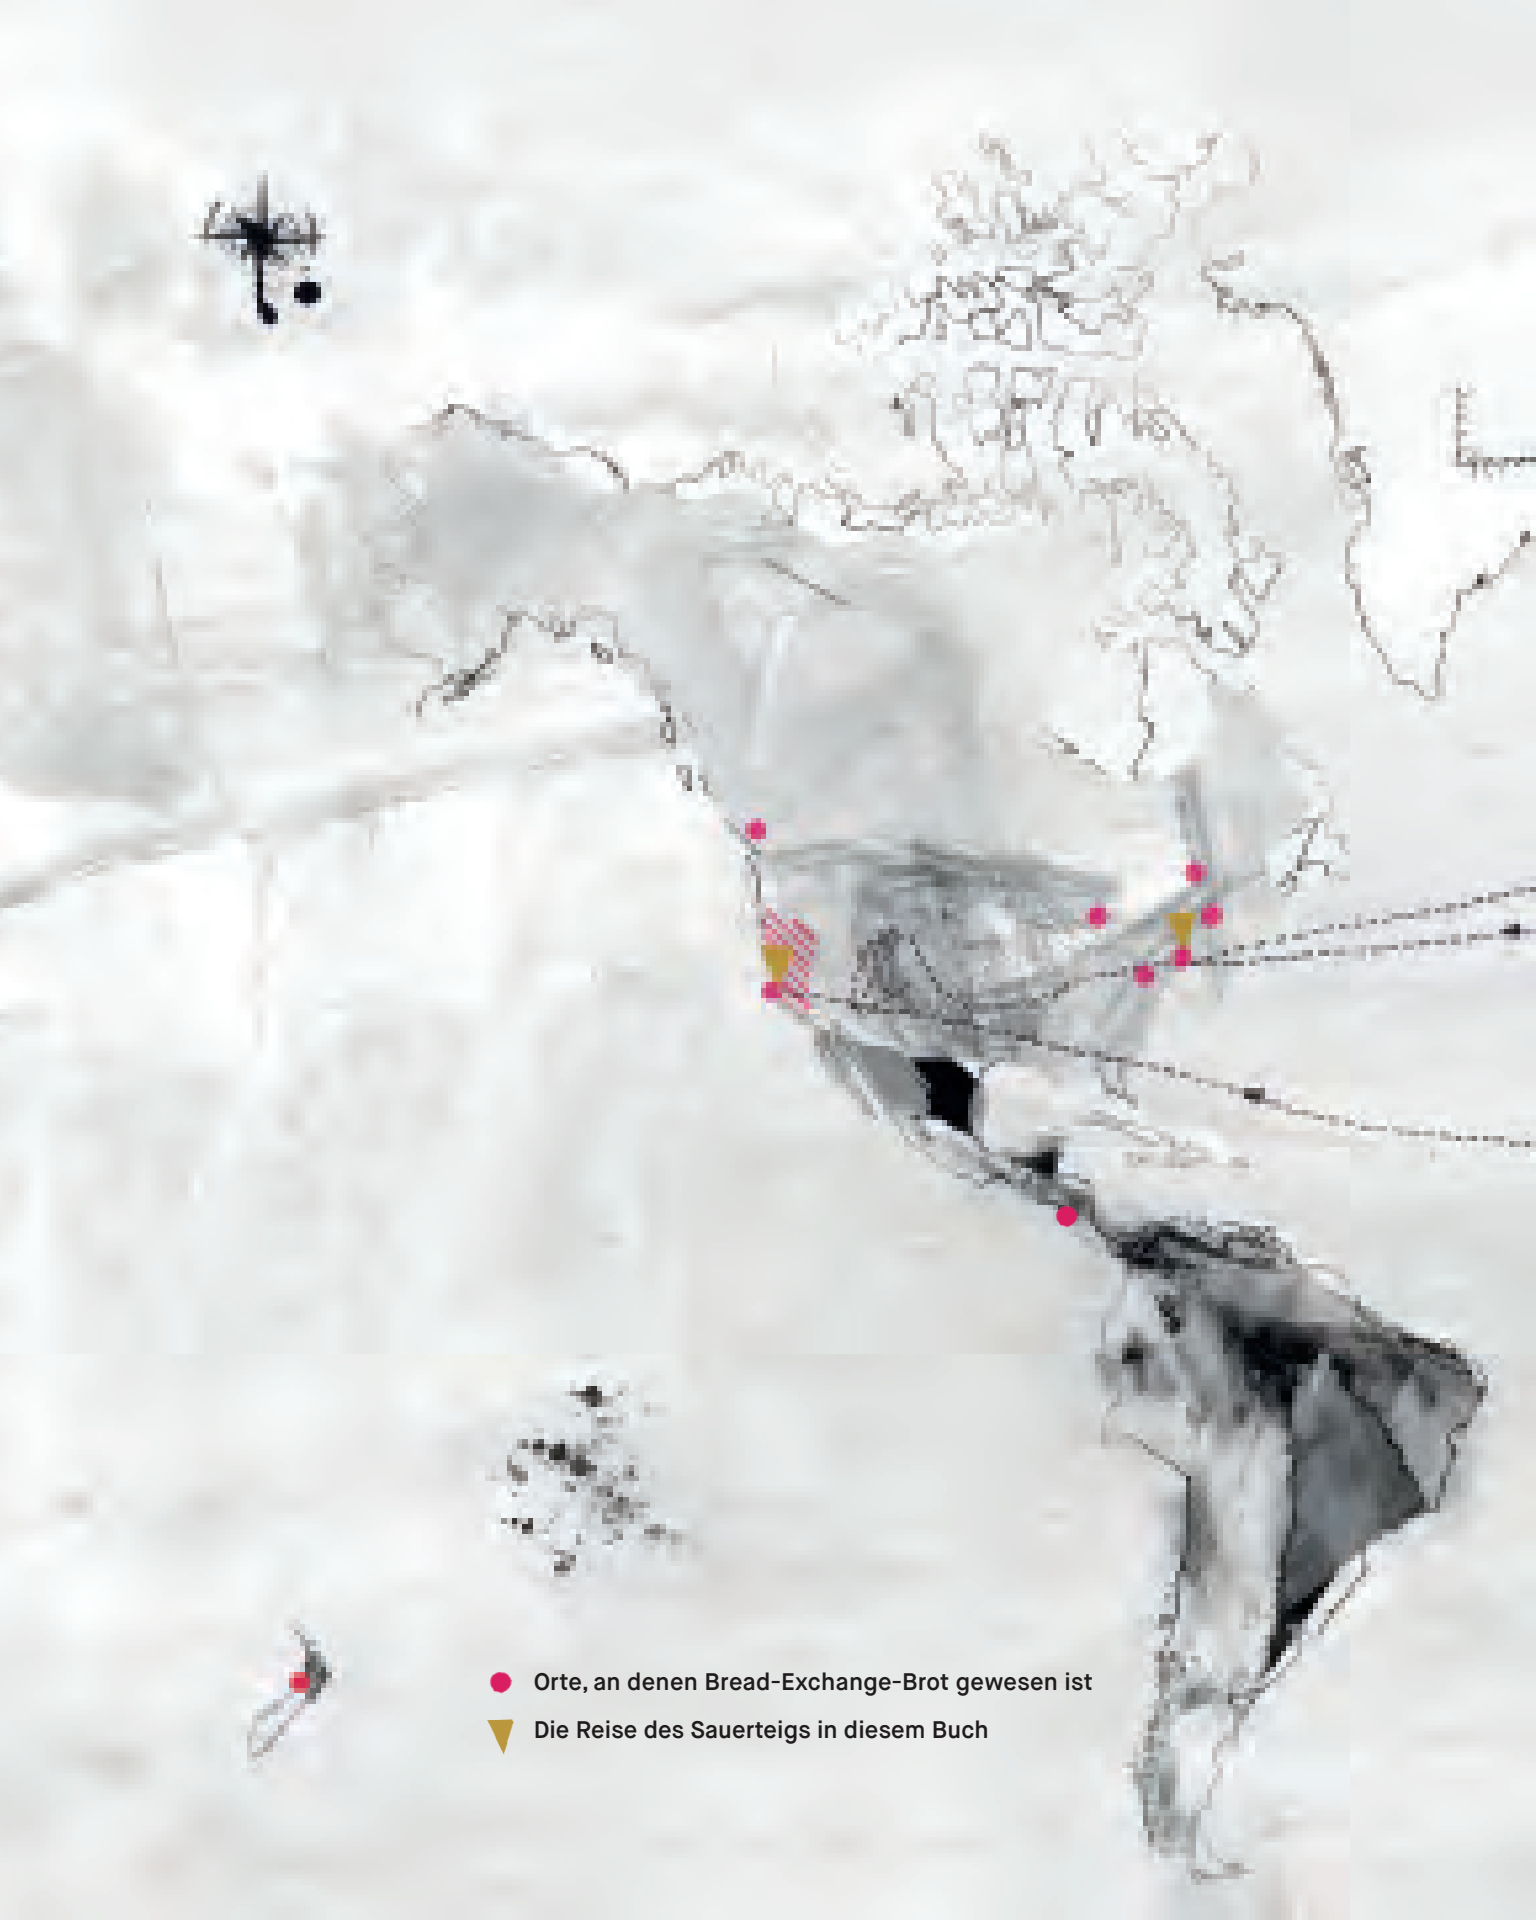 Orte, an denen Bread-Exchange-Brot gewesen ist
Die Reise des Sauerteigs in diesem Buch